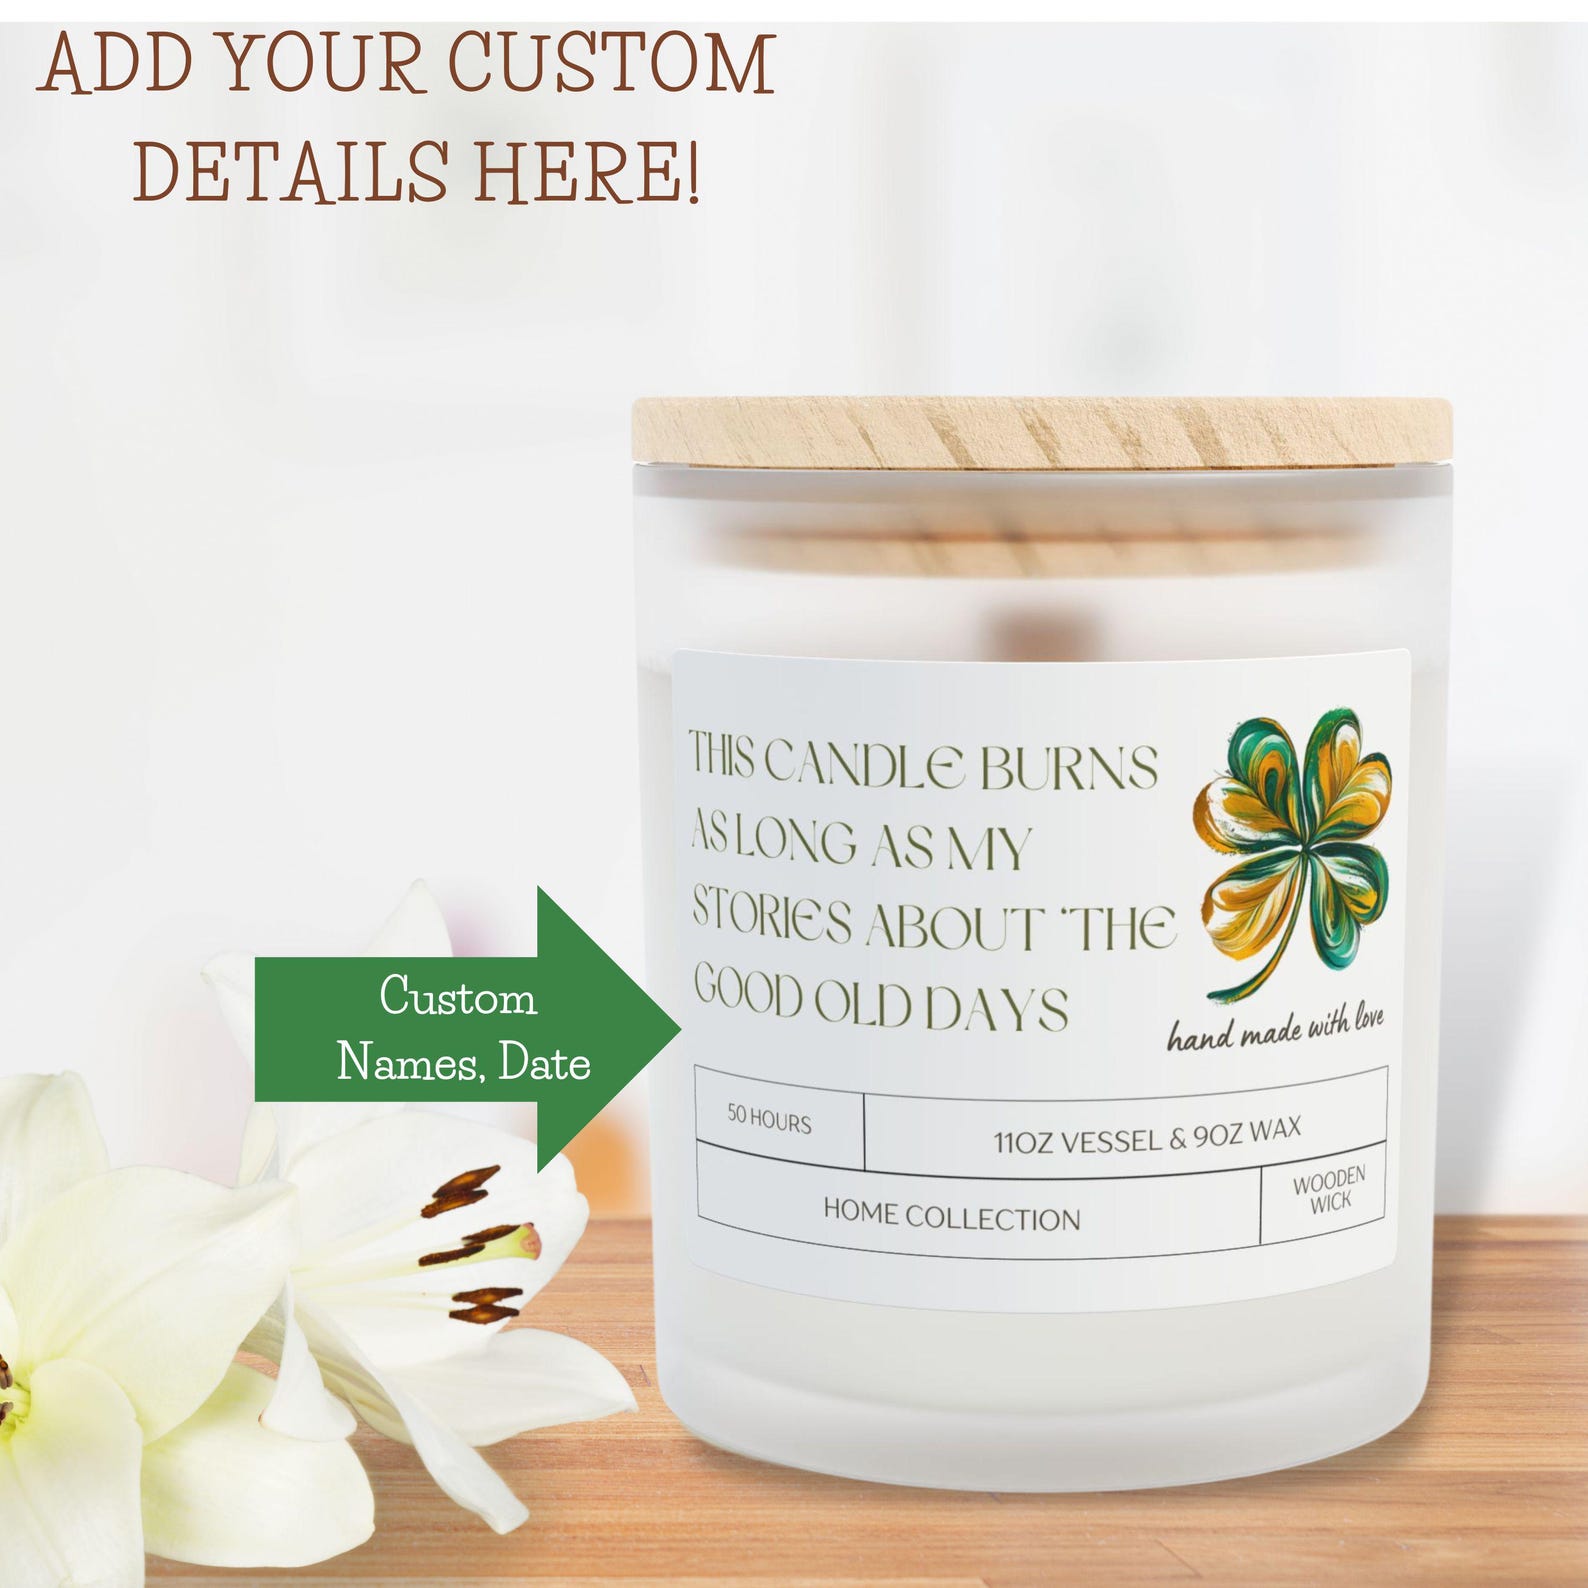 ADD YOUR CUSTOM
DETAILS HERE!
THIS CANDLE BURNS
AS LONG AS MY
STORIES ABOUT ‘THE
GOOD OLD DAYS
hand made with love
Custom
Names, Date
50 HOURS
11OZ VESSEL & 9OZ WAX
HOME COLLECTION
WOODEN
WICK